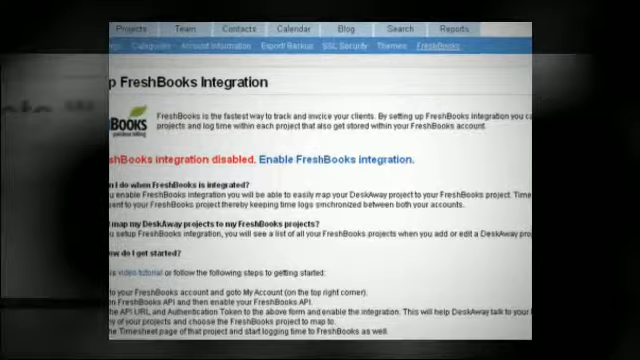 Projects Team Contacts Calendar Blog Search Reports
Categories Account Information Export/Backup SSL Security Themes FreshBooks
p FreshBooks Integration
FreshBooks is the fastest way to track and invoice your clients. By setting up FreshBooks integration you ca
BOOKS
projects and log time within each project that also get stored within your FreshBooks account.
shBooks integration disabled. Enable FreshBooks integration.
n I do when FreshBooks is integrated?
u enable FreshBooks integration you will be able to easily map your DeskAway project to your FreshBooks project. Time
sent to your FreshBooks project thereby keeping time logs synchronized between both your accounts.
map my DeskAway projects to my FreshBooks projects?
u setup FreshBooks integration, you will see a list of all your FreshBooks projects when you add or edit a DeskAway pro
ow do I get started?
is video tutorial or follow the following steps to getting started:
to your FreshBooks account and goto My Account (on the top right corner).
n FreshBooks API and then enable your FreshBooks API.
the API URL and Authentication Token to the above form and enable the integration. This will help DeskAway talk to your
ny of your projects and choose the FreshBooks project to map to.
the Timesheet page of that project and start logging time to FreshBooks as well.